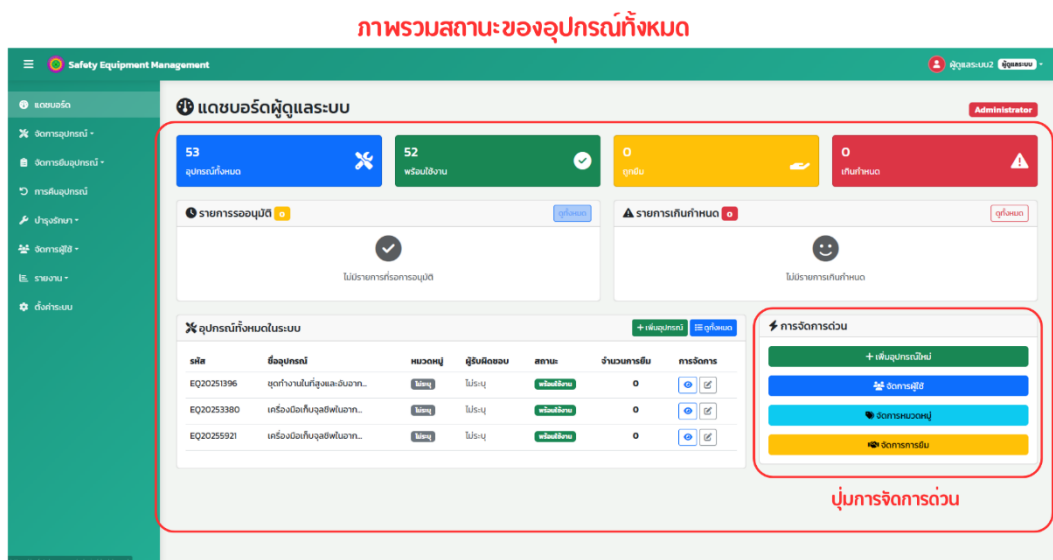 ภาพรวมสถานะของอุปกรณ์ทั้งหมด
Safety Equipment Management
ผู้ดูแลระบบ2 ผู้ดูแลระบบ
แดชบอร์ด
จัดการอุปกรณ์
จัดการยืมอุปกรณ์
การคืนอุปกรณ์
บำรุงรักษา
จัดการผู้ใช้
รายงาน
ตั้งค่าระบบ
แดชบอร์ดผู้ดูแลระบบ
Administrator
53
อุปกรณ์ทั้งหมด
52
พร้อมใช้งาน
0
ถูกยืม
0
เกินกำหนด
รายการรออนุมัติ 0
ดูทั้งหมด
ไม่มีรายการที่รอการอนุมัติ
รายการเกินกำหนด 0
ดูทั้งหมด
ไม่มีรายการเกินกำหนด
อุปกรณ์ทั้งหมดในระบบ
เพิ่มอุปกรณ์ ดูทั้งหมด
รหัส ชื่ออุปกรณ์ หมวดหมู่ ผู้รับผิดชอบ สถานะ จำนวนการยืม การจัดการ
EQ20251396 ชุดทำงานในที่สูงและอับอาก... ไม่ระบุ ไม่ระบุ พร้อมใช้งาน 0
EQ20253380 เครื่องมือเก็บจุลชีพในอาก... ไม่ระบุ ไม่ระบุ พร้อมใช้งาน 0
EQ20255921 เครื่องมือเก็บจุลชีพในอาก... ไม่ระบุ ไม่ระบุ พร้อมใช้งาน 0
การจัดการด่วน
เพิ่มอุปกรณ์ใหม่
จัดการผู้ใช้
จัดการหมวดหมู่
จัดการการยืม
ปุ่มการจัดการด่วน